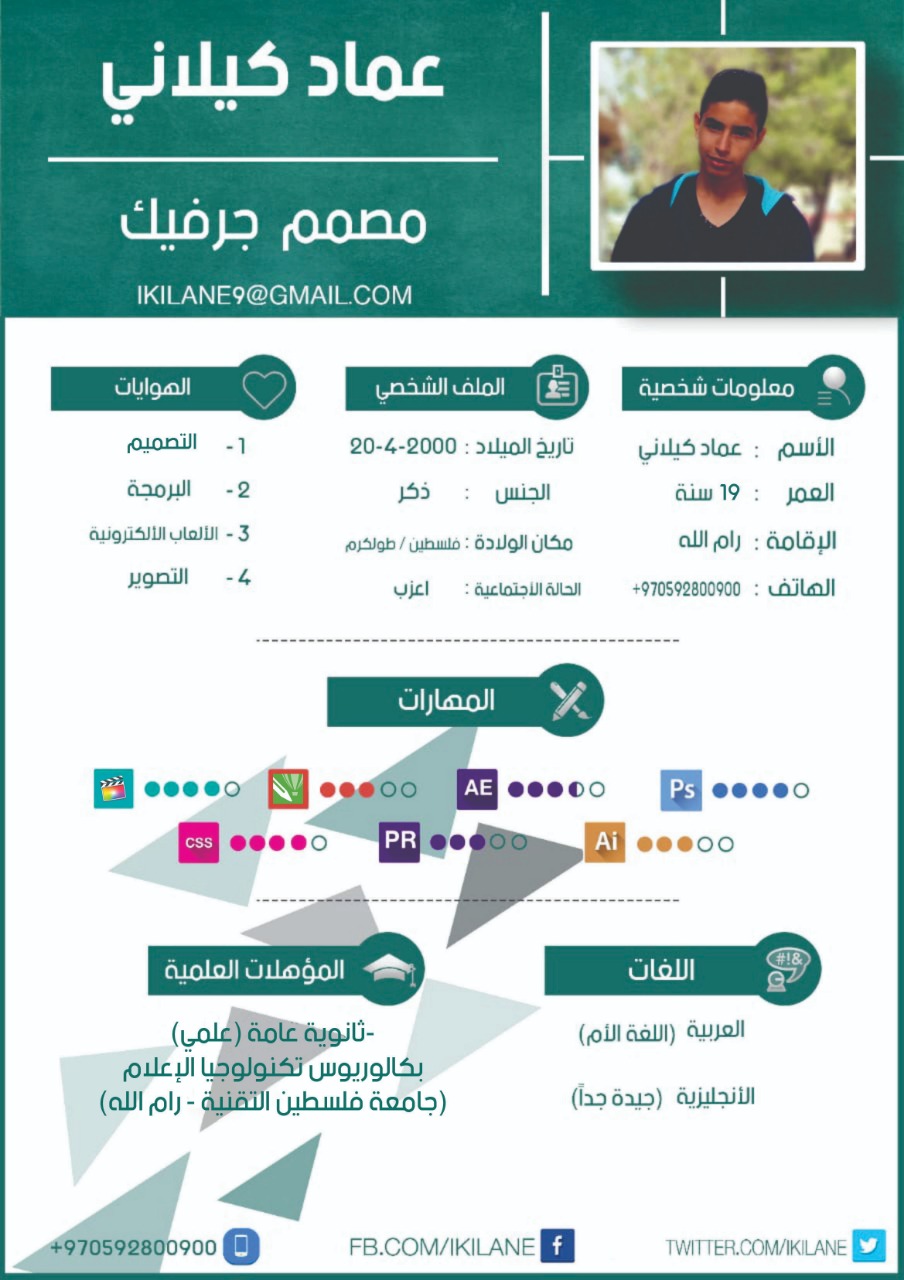 عماد كيلاني
مصمم جرفيك
IKILANE9@GMAIL.COM
معلومات شخصية
الأسم : عماد كيلاني
العمر : 19 سنة
الإقامة : رام الله
الهاتف : +970592800900
الملف الشخصي
تاريخ الميلاد : 20-4-2000
الجنس : ذكر
مكان الولادة : فلسطين / طولكرم
الحالة الأجتماعية : اعزب
الهوايات
1- التصميم
2- البرمجة
3- الألعاب الألكترونية
4- التصوير
المهارات
Ps
AE
Ai
PR
CSS
اللغات
#!&
العربية (اللغة الأم)
الأنجليزية (جيدة جداً)
المؤهلات العلمية
-ثانوية عامة (علمي)
بكالوريوس تكنولوجيا الإعلام
(جامعة فلسطين التقنية - رام الله)
TWITTER.COM/IKILANE
FB.COM/IKILANE
+970592800900